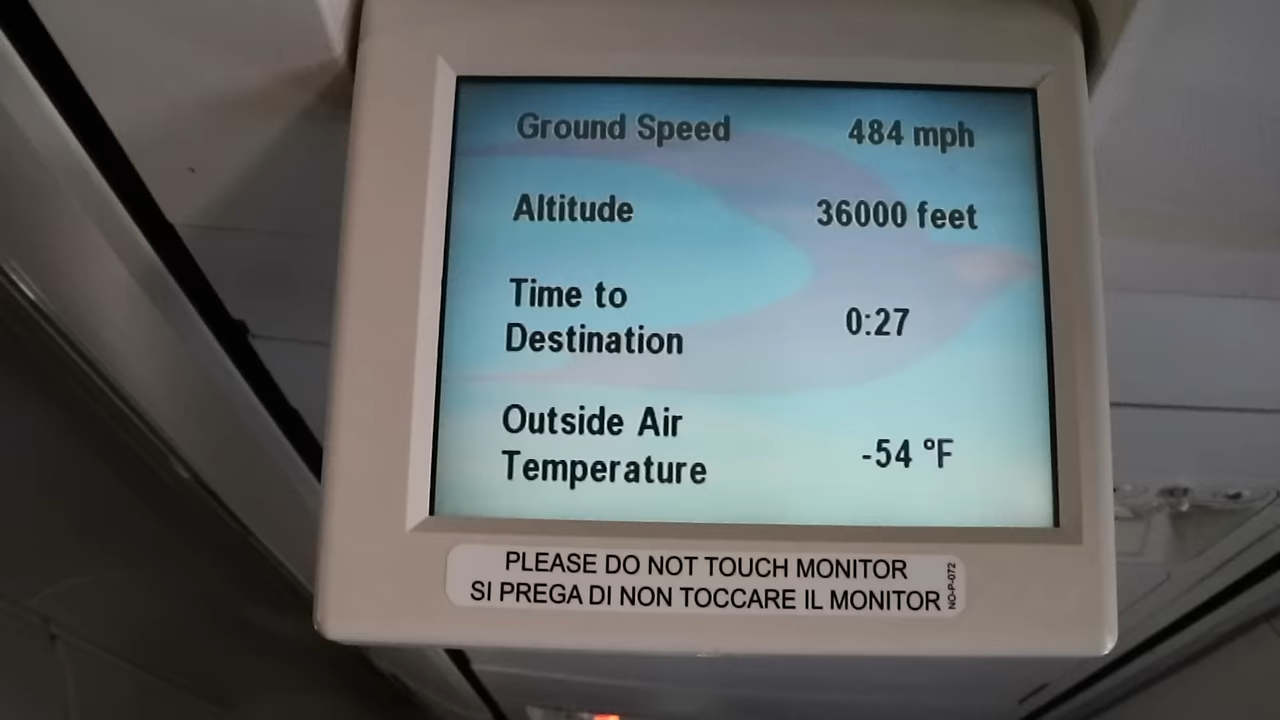 Ground Speed 484 mph
Altitude 36000 feet
Time to
Destination 0:27
Outside Air
Temperature -54 °F
PLEASE DO NOT TOUCH MONITOR
SI PREGA DI NON TOCCARE IL MONITOR
NO-P-072